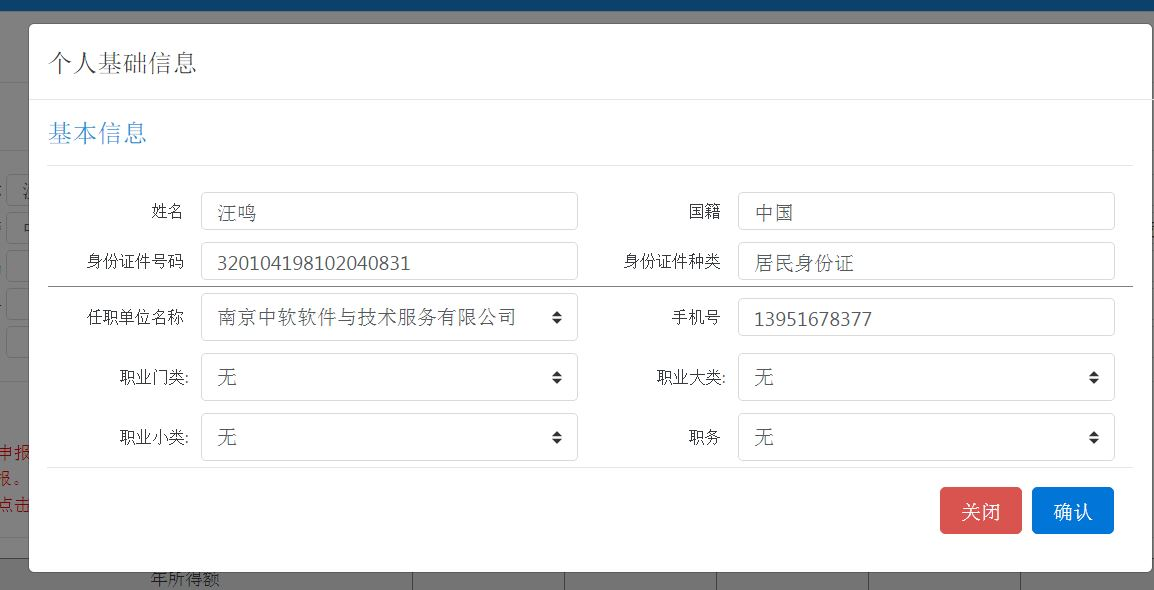 个人基础信息
基本信息
姓名 汪鸣 国籍 中国
身份证件号码 320104198102040831 身份证件种类 居民身份证
任职单位名称 南京中软软件与技术服务有限公司 手机号 13951678377
职业门类: 无 职业大类: 无
职业小类: 无 职务 无
申报
报。
点击
关闭 确认
年所得额